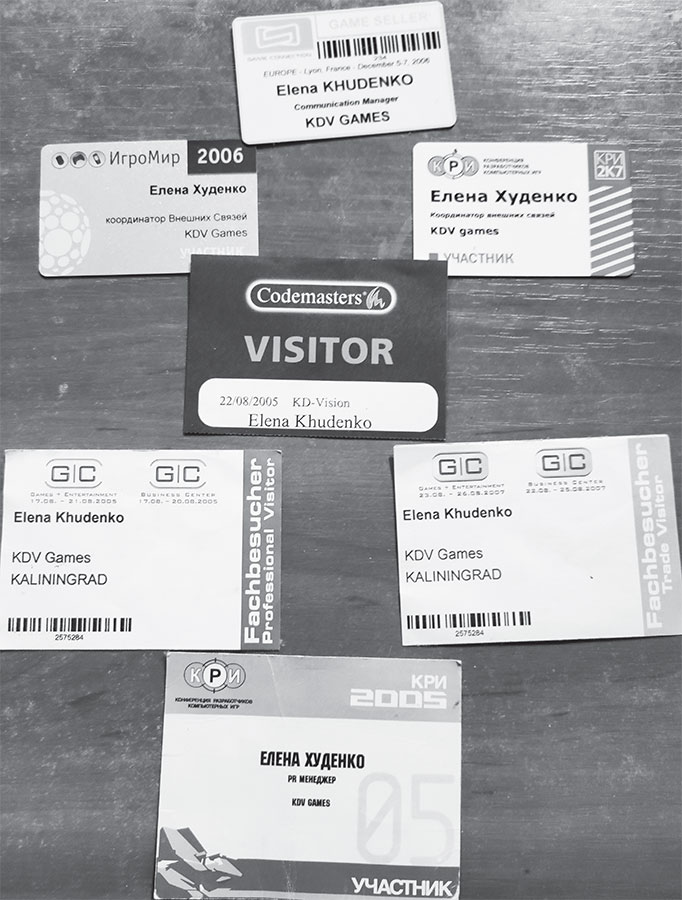 GAME SELLER
GAME CONNECTION
234
EUROPE - Lyon, France - December 5-7, 2006
Elena KHUDENKO
Communication Manager
KDV GAMES
ИгроМир 2006
Елена Худенко
координатор Внешних Связей
KDV Games
УЧАСТНИК
КРИ
КОНФЕРЕНЦИЯ
РАЗРАБОТЧИКОВ
КОМПЬЮТЕРНЫХ ИГР
КРИ
2K7
Елена Худенко
Координатор внешних связей
KDV games
УЧАСТНИК
Codemasters®
VISITOR
22/08/2005 KD-Vision
Elena Khudenko
G|C G|C
GAMES + ENTERTAINMENT BUSINESS CENTER
17.08. - 21.08.2005 17.08. - 20.08.2005
Elena Khudenko
KDV Games
KALININGRAD
2575284
Fachbesucher
Professional Visitor
G|C G|C
GAMES + ENTERTAINMENT BUSINESS CENTER
23.08. - 26.08.2007 22.08. - 25.08.2007
Elena Khudenko
KDV Games
KALININGRAD
2575284
Fachbesucher
Trade Visitor
КРИ
КОНФЕРЕНЦИЯ РАЗРАБОТЧИКОВ
КОМПЬЮТЕРНЫХ ИГР
КРИ
2005
ЕЛЕНА ХУДЕНКО
PR МЕНЕДЖЕР
KDV GAMES
05
УЧАСТНИК